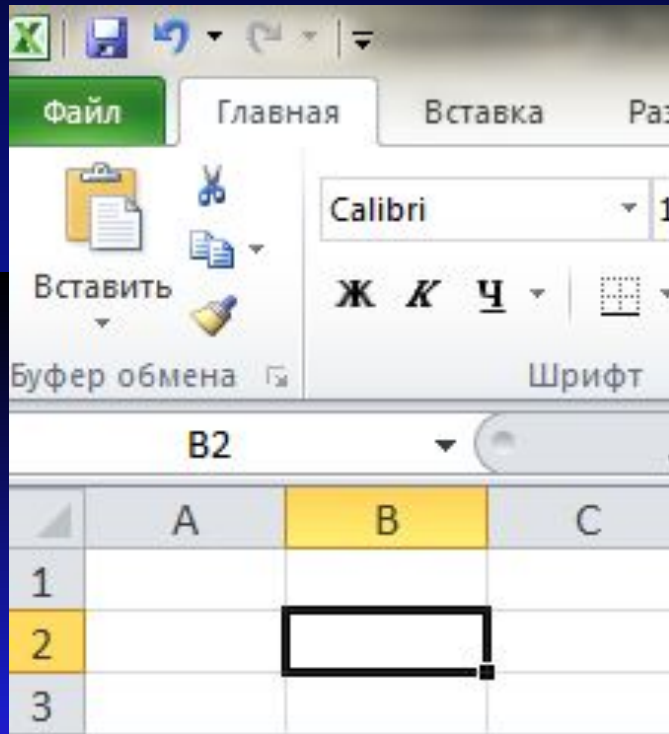 Файл Главная Вставка
Calibri
Вставить Ж К Ч
Буфер обмена Шрифт
B2
A B C
1
2
3